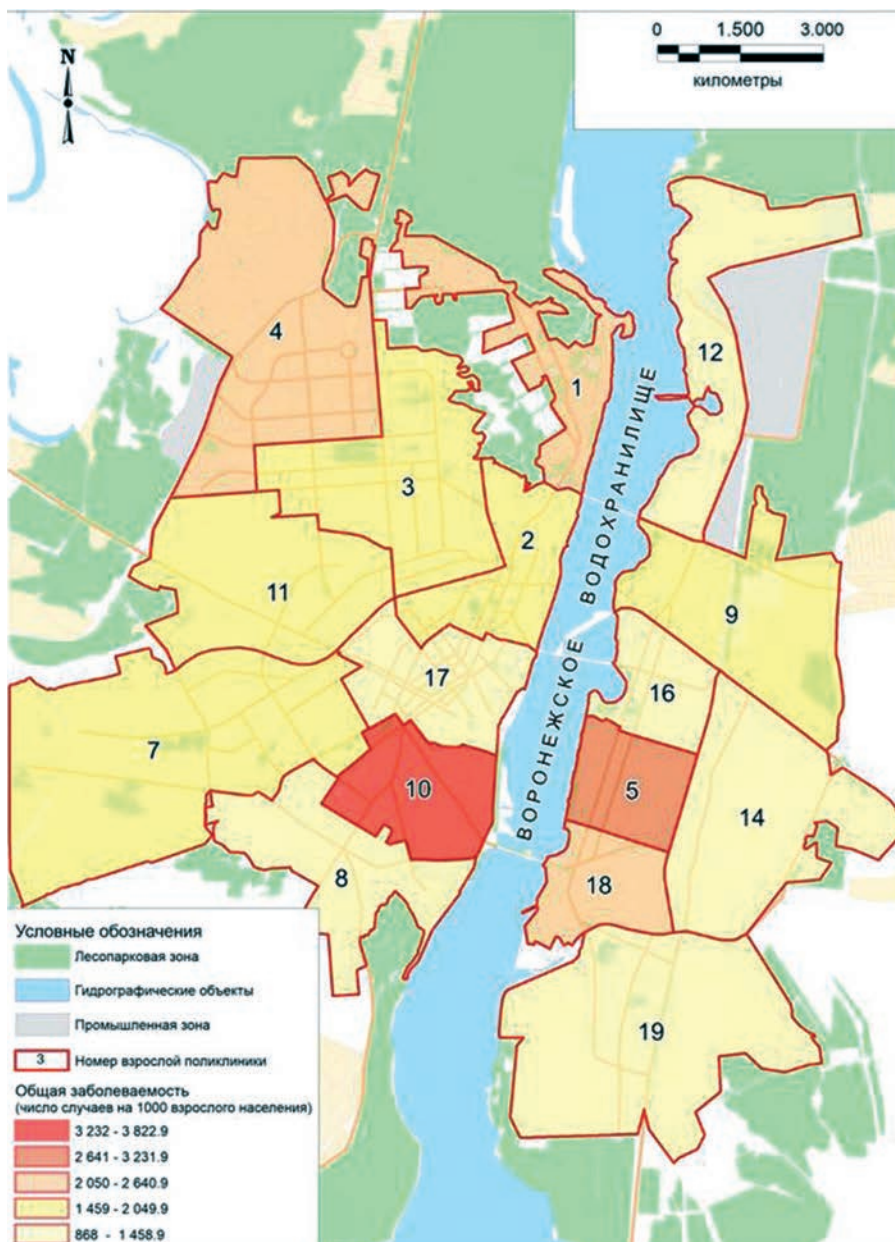 N
0 1.500 3.000
километры
4
1
12
3
2
11
9
17
16
7
10
5
14
8
18
19
ВОРОНЕЖСКОЕ ВОДОХРАНИЛИЩЕ
Условные обозначения
Лесопарковая зона
Гидрографические объекты
Промышленная зона
3 Номер взрослой поликлиники
Общая заболеваемость
(число случаев на 1000 взрослого населения)
3 232 - 3 822.9
2 641 - 3 231.9
2 050 - 2 640.9
1 459 - 2 049.9
868 - 1 458.9